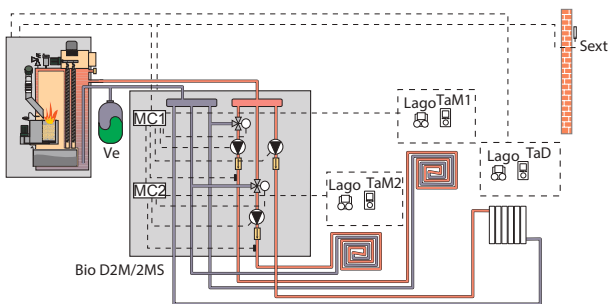 Sext
Lago TaM1
MC1
Ve
Lago TaD
MC2
Lago TaM2
Bio D2M/2MS